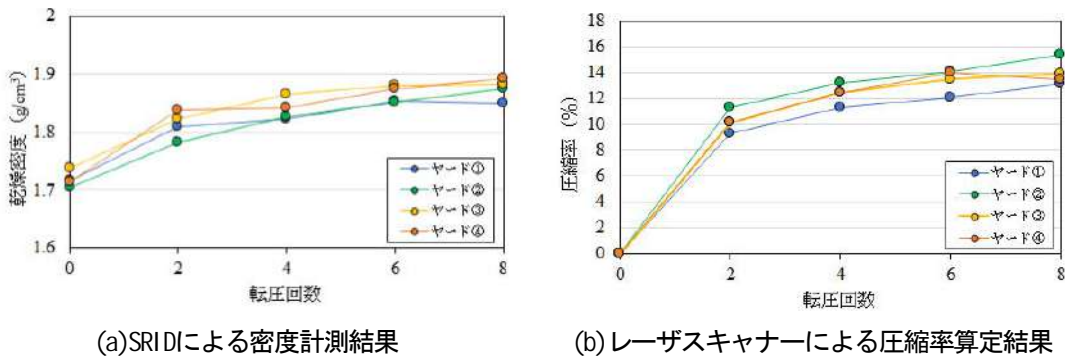 2
1.9
1.8
1.7
1.6
乾燥密度 (g/cm³)
0 2 4 6 8
転圧回数
ヤード①
ヤード②
ヤード③
ヤード④
(a)SRIDによる密度計測結果
18
16
14
12
10
8
6
4
2
0
圧縮率 (%)
0 2 4 6 8
転圧回数
ヤード①
ヤード②
ヤード③
ヤード④
(b)レーザスキャナーによる圧縮率算定結果